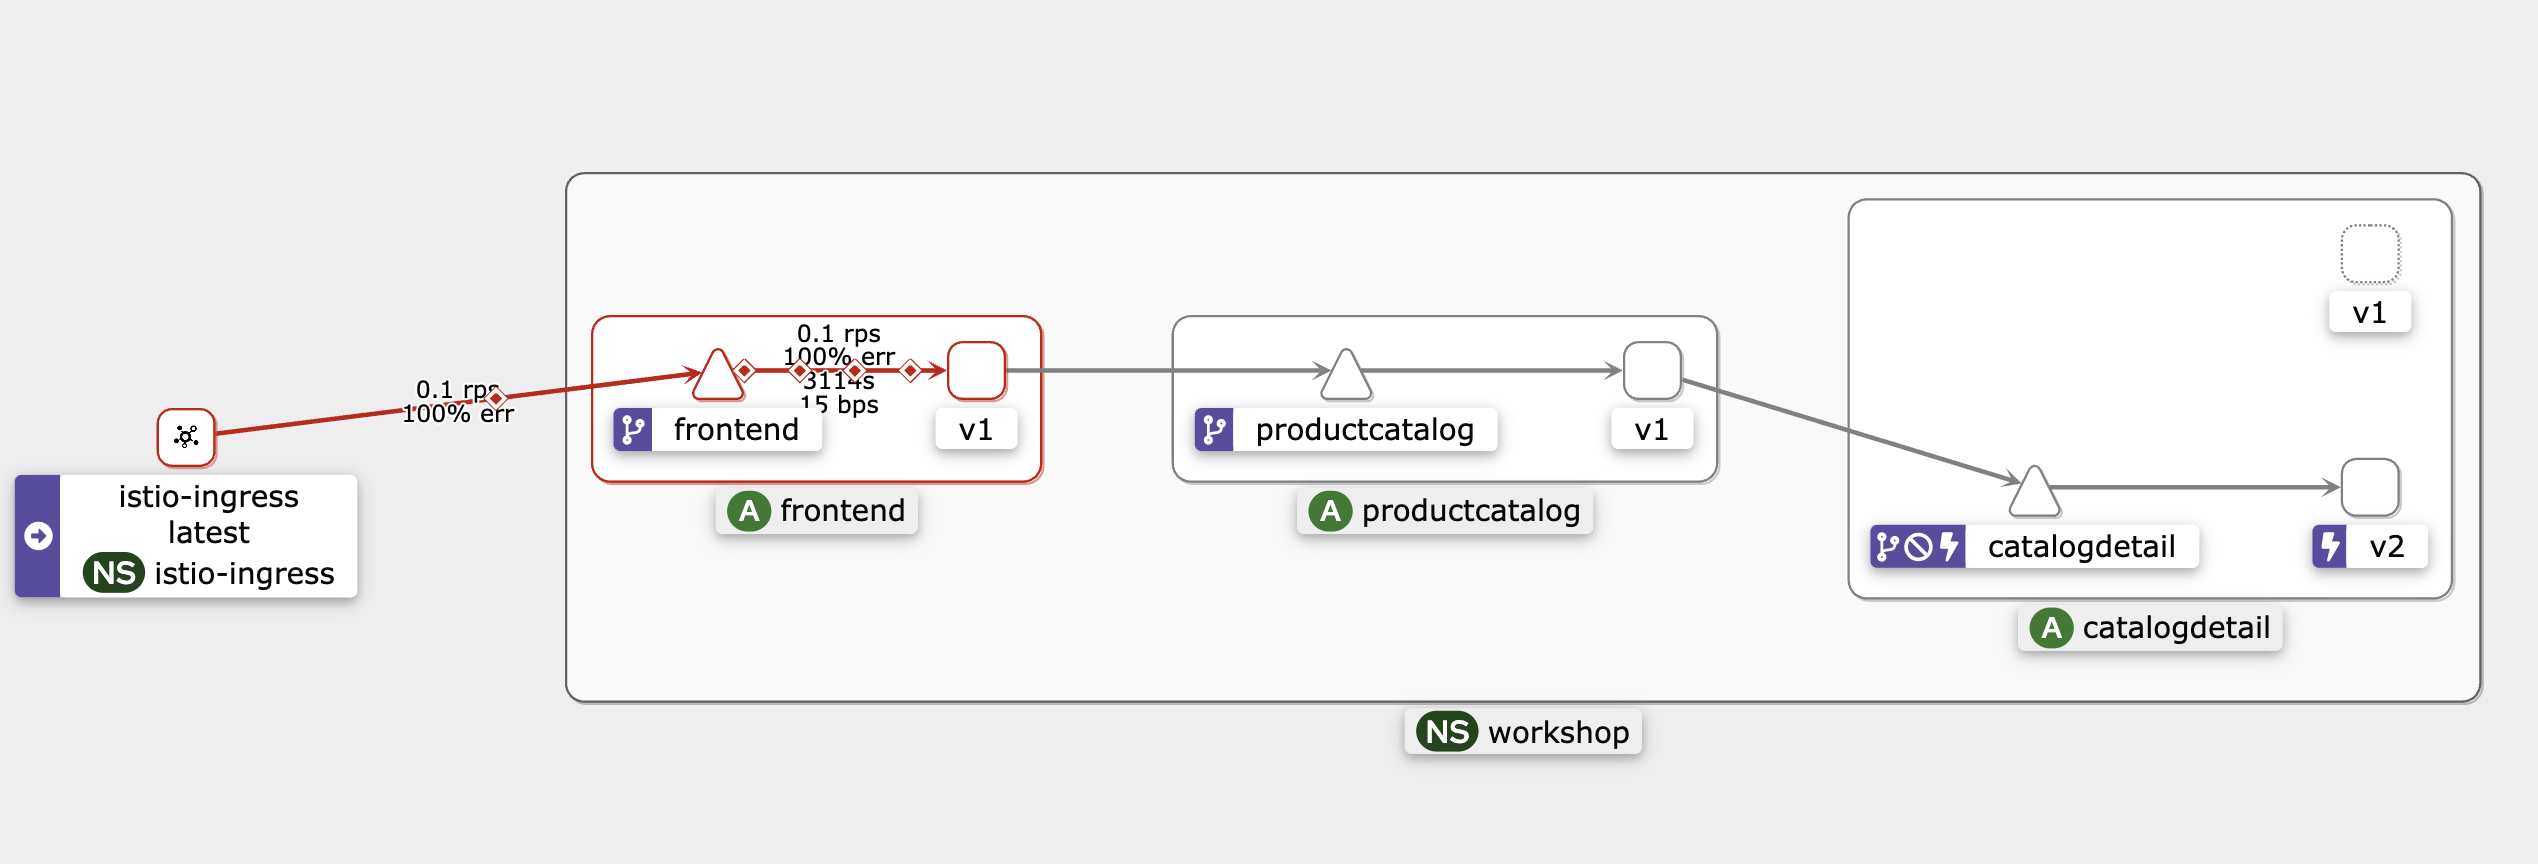 0.1 rps
100% err
istio-ingress
latest
NS istio-ingress
0.1 rps
100% err
3114s
15 bps
frontend
v1
A frontend
productcatalog
v1
A productcatalog
v1
catalogdetail
v2
A catalogdetail
NS workshop